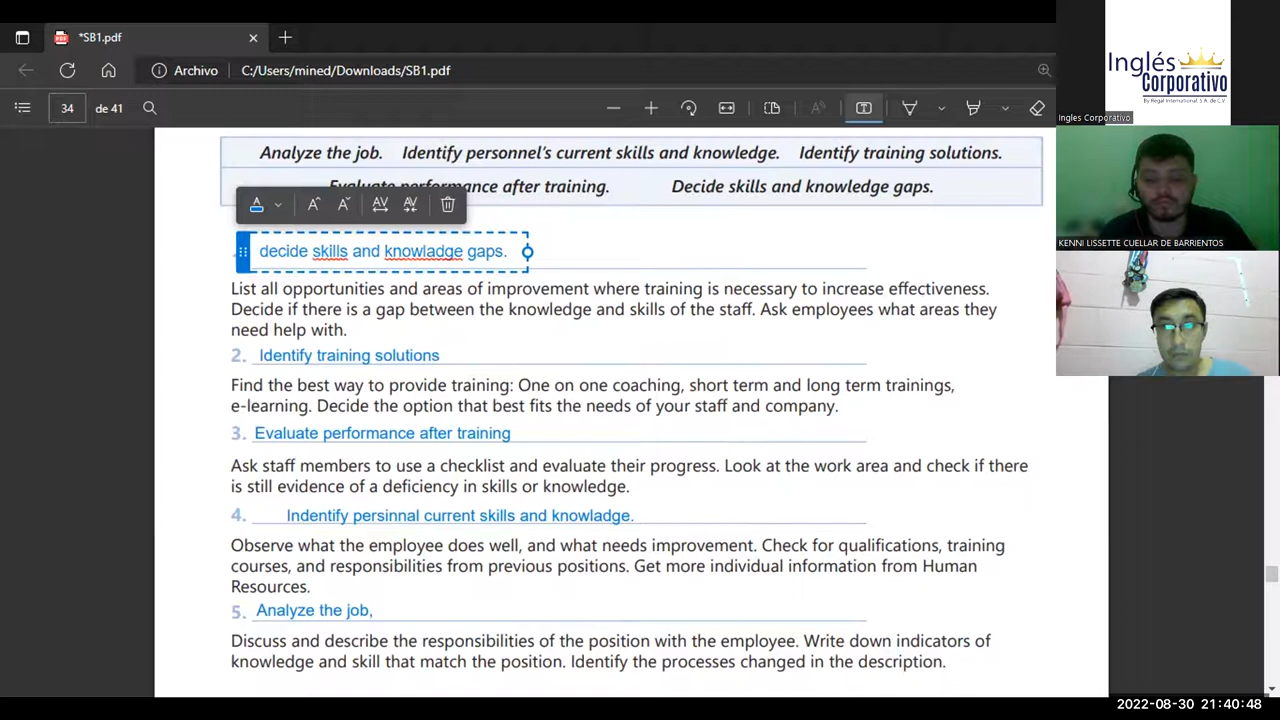 *SB1.pdf
Archivo C:/Users/mined/Downloads/SB1.pdf
34 de 41
Analyze the job. Identify personnel's current skills and knowledge. Identify training solutions.
Evaluate performance after training. Decide skills and knowledge gaps.
decide skills and knowladge gaps.
List all opportunities and areas of improvement where training is necessary to increase effectiveness.
Decide if there is a gap between the knowledge and skills of the staff. Ask employees what areas they
need help with.
2. Identify training solutions
Find the best way to provide training: One on one coaching, short term and long term trainings,
e-learning. Decide the option that best fits the needs of your staff and company.
3. Evaluate performance after training
Ask staff members to use a checklist and evaluate their progress. Look at the work area and check if there
is still evidence of a deficiency in skills or knowledge.
4. Indentify persinnal current skills and knowladge.
Observe what the employee does well, and what needs improvement. Check for qualifications, training
courses, and responsibilities from previous positions. Get more individual information from Human
Resources.
5. Analyze the job,
Discuss and describe the responsibilities of the position with the employee. Write down indicators of
knowledge and skill that match the position. Identify the processes changed in the description.
Inglés
Corporativo
By Regal International, S.A. de C.V.
Ingles Corporativo
KENNI LISSETTE CUELLAR DE BARRIENTOS
2022-08-30 21:40:48